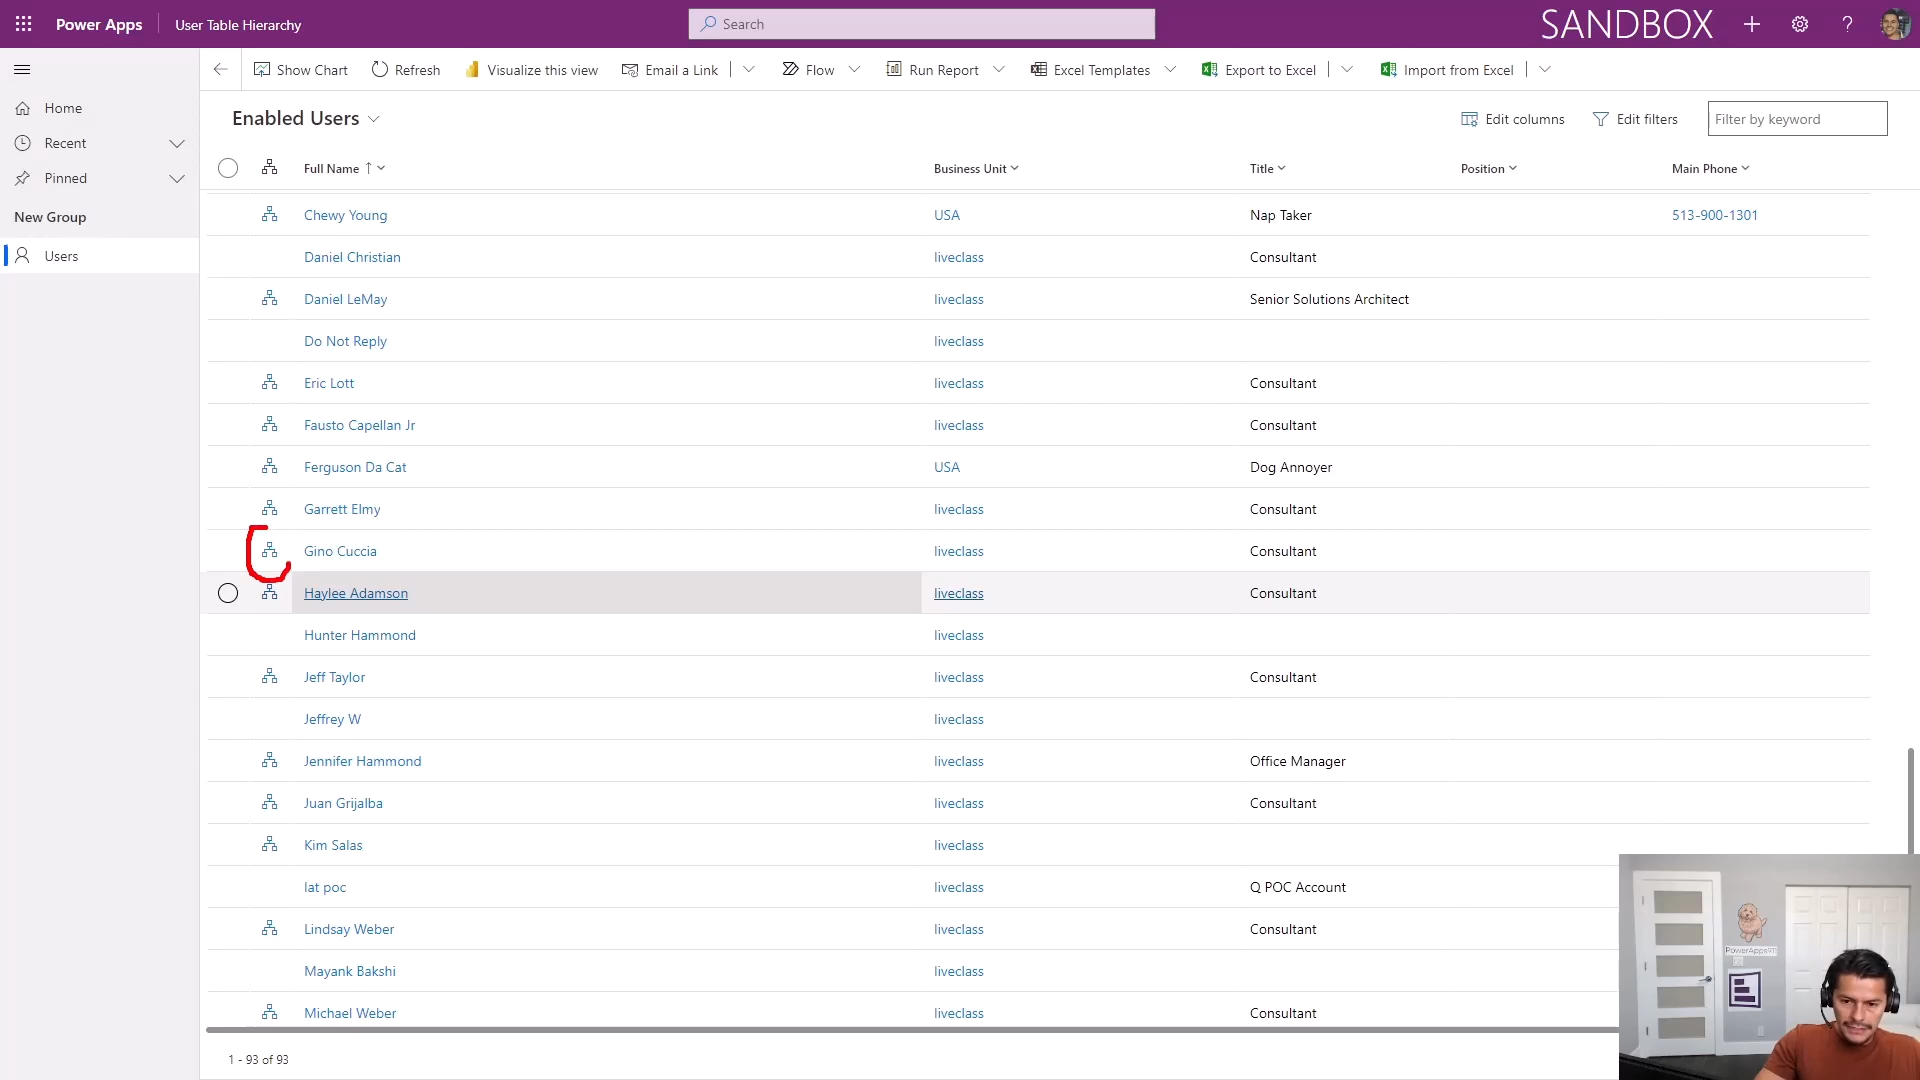 Power Apps User Table Hierarchy Search SANDBOX ?
Show Chart Refresh Visualize this view Email a Link Flow Run Report Excel Templates Export to Excel Import from Excel
Home
Recent
Pinned
New Group
Users
Enabled Users Edit columns Edit filters Filter by keyword
Full Name ↑ Business Unit Title Position Main Phone
Chewy Young USA Nap Taker 513-900-1301
Daniel Christian liveclass Consultant
Daniel LeMay liveclass Senior Solutions Architect
Do Not Reply liveclass
Eric Lott liveclass Consultant
Fausto Capellan Jr liveclass Consultant
Ferguson Da Cat USA Dog Annoyer
Garrett Elmy liveclass Consultant
Gino Cuccia liveclass Consultant
Haylee Adamson liveclass Consultant
Hunter Hammond liveclass
Jeff Taylor liveclass Consultant
Jeffrey W liveclass
Jennifer Hammond liveclass Office Manager
Juan Grijalba liveclass Consultant
Kim Salas liveclass
lat poc liveclass Q POC Account
Lindsay Weber liveclass Consultant
Mayank Bakshi liveclass
Michael Weber liveclass Consultant
1 - 93 of 93
PowerApps911